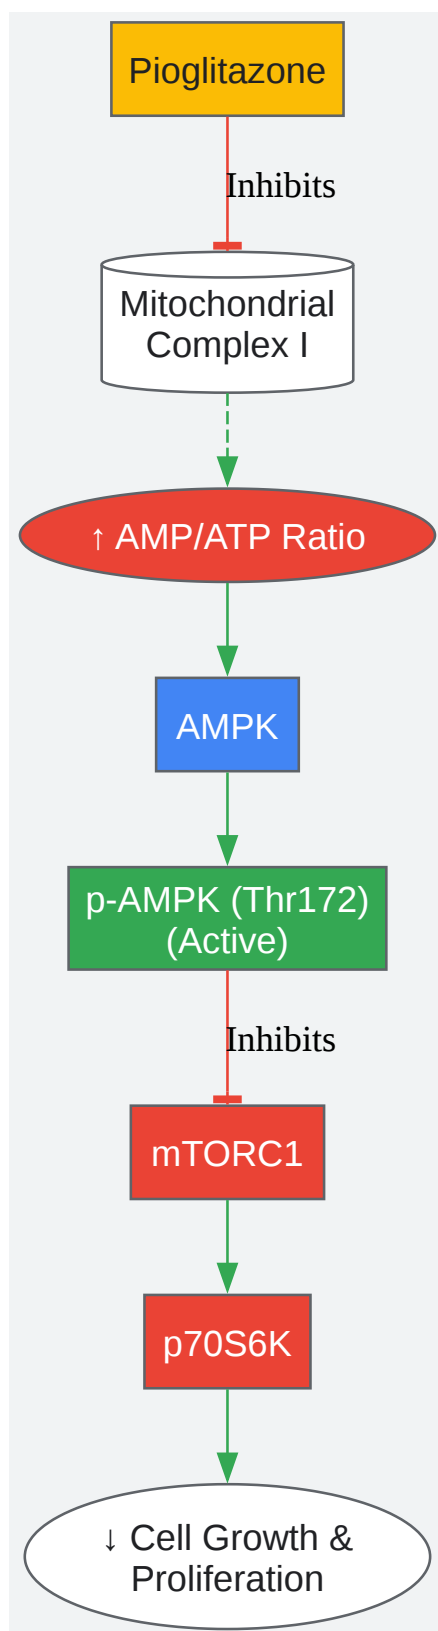 Pioglitazone
Inhibits
Mitochondrial
Complex I
↑ AMP/ATP Ratio
AMPK
p-AMPK (Thr172)
(Active)
Inhibits
mTORC1
p70S6K
↓ Cell Growth &
Proliferation